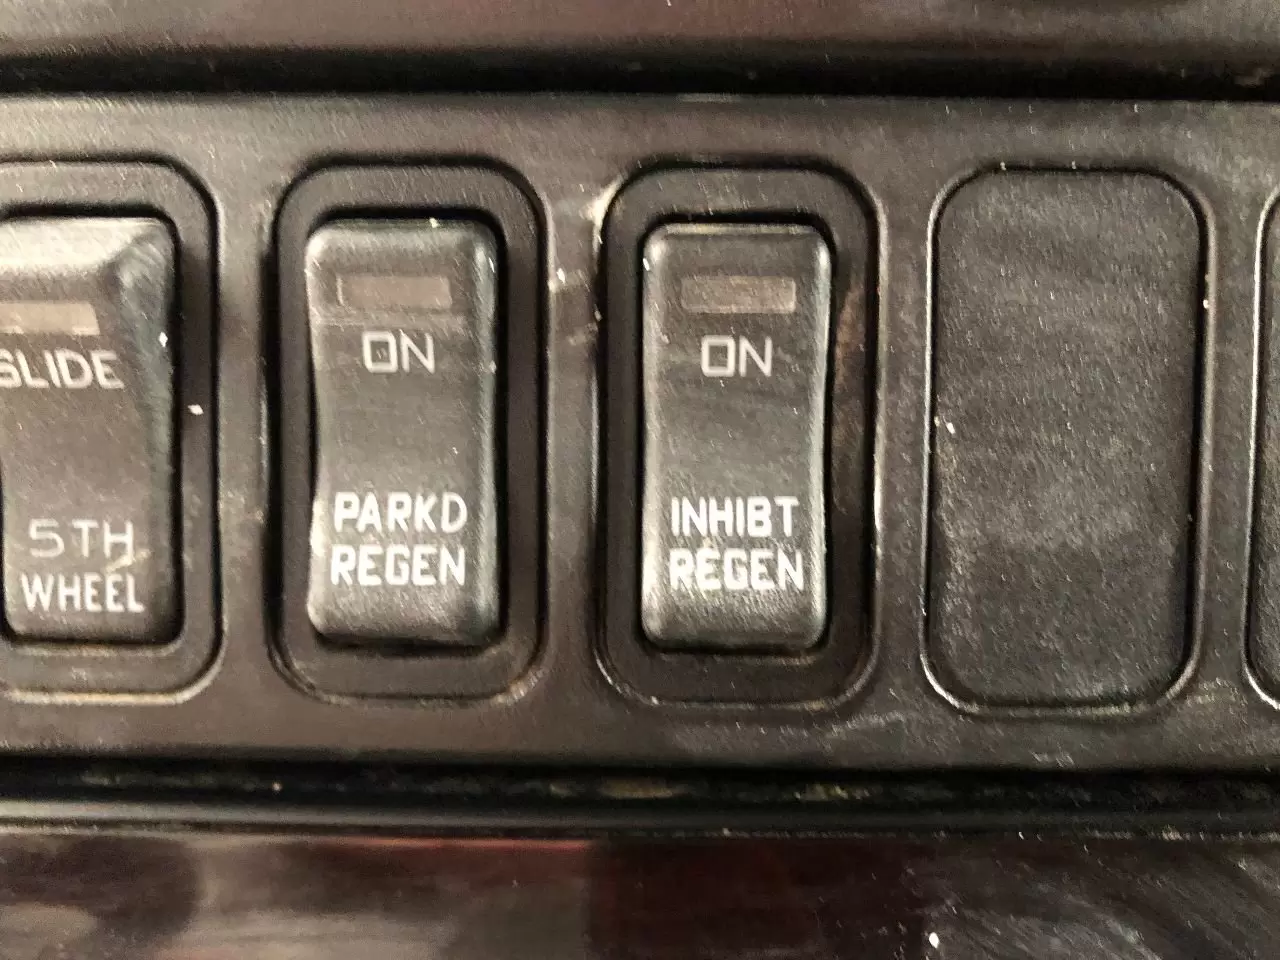 SLIDE
5TH
WHEEL
ON
PARKD
REGEN
ON
INHIBT
REGEN